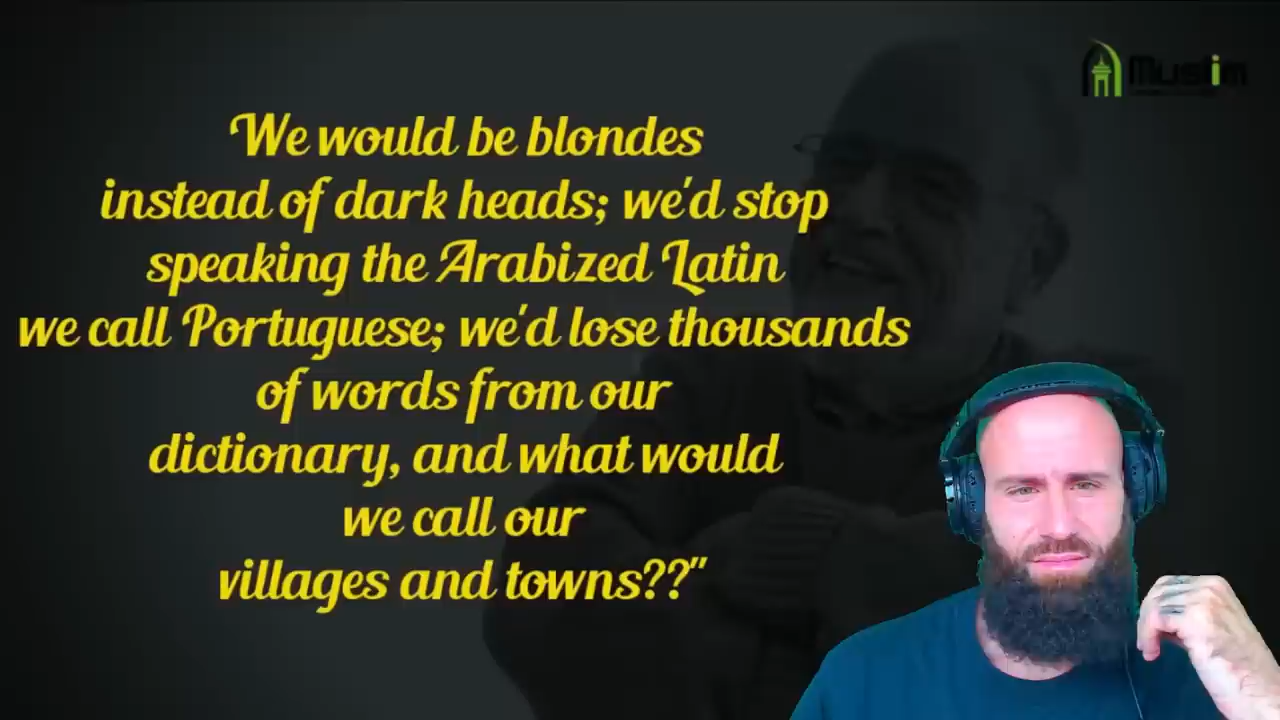 "We would be blondes
instead of dark heads; we'd stop
speaking the Arabized Latin
we call Portuguese; we'd lose thousands
of words from our
dictionary, and what would
we call our
villages and towns??"
Muslim